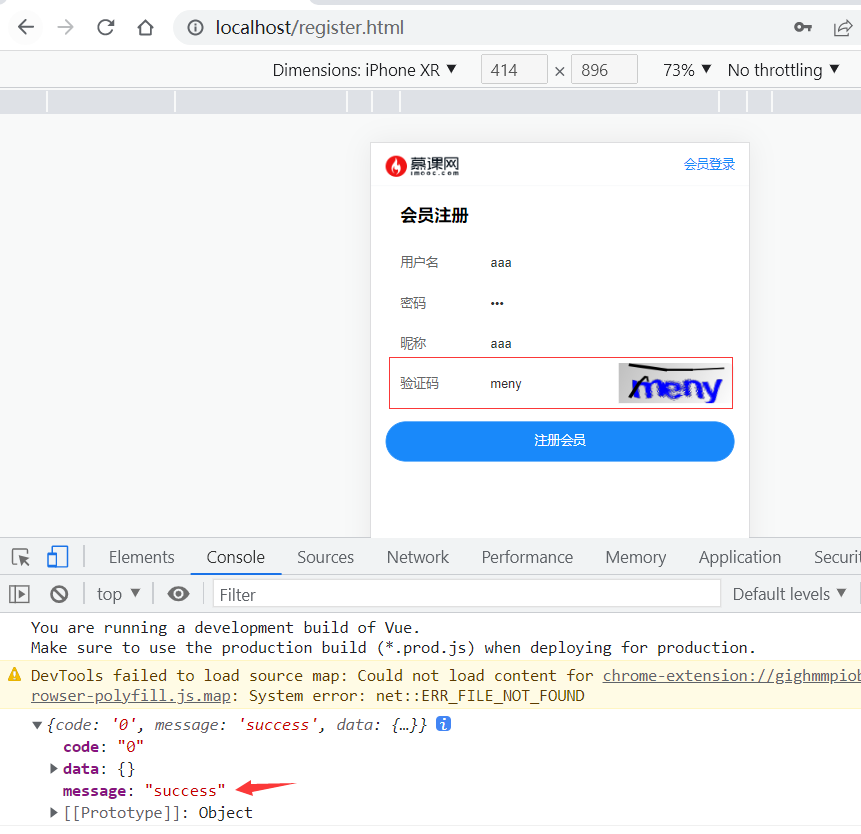 localhost/register.html
Dimensions: iPhone XR ▼ 414 × 896 73% ▼ No throttling ▼
慕课网
imooc.com
会员登录
会员注册
用户名 aaa
密码 •••
昵称 aaa
验证码 meny meny
注册会员
Elements Console Sources Network Performance Memory Application Securi
top ▼ Filter Default levels ▼
You are running a development build of Vue.
Make sure to use the production build (*.prod.js) when deploying for production.
DevTools failed to load source map: Could not load content for chrome-extension://gighmmpiob
rowser-polyfill.js.map: System error: net::ERR_FILE_NOT_FOUND
▼{code: '0', message: 'success', data: {…}} i
code: "0"
▶data: {}
message: "success"
▶[[Prototype]]: Object